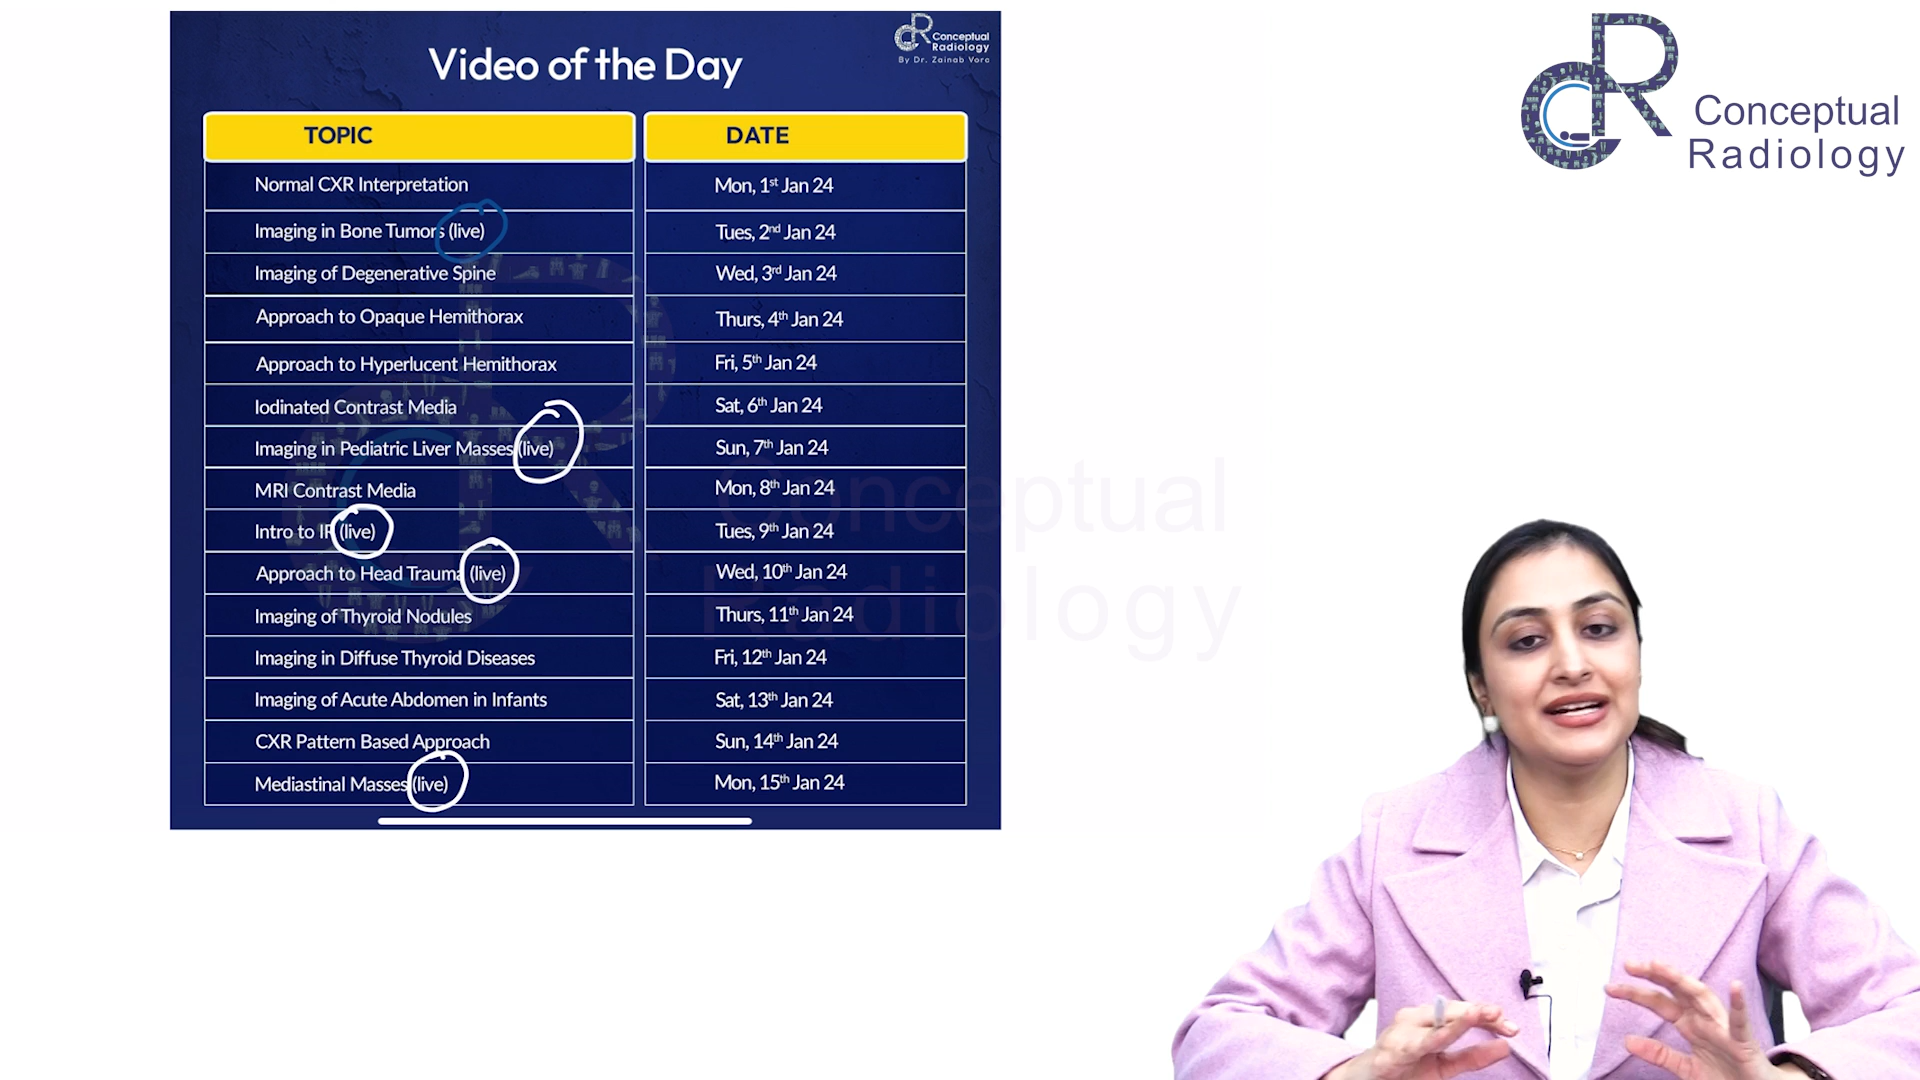 Conceptual
Radiology
By Dr. Zainab Vora
Video of the Day
TOPIC DATE
Normal CXR Interpretation Mon, 1st Jan 24
Imaging in Bone Tumors (live) Tues, 2nd Jan 24
Imaging of Degenerative Spine Wed, 3rd Jan 24
Approach to Opaque Hemithorax Thurs, 4th Jan 24
Approach to Hyperlucent Hemithorax Fri, 5th Jan 24
Iodinated Contrast Media Sat, 6th Jan 24
Imaging in Pediatric Liver Masses (live) Sun, 7th Jan 24
MRI Contrast Media Mon, 8th Jan 24
Intro to IR (live) Tues, 9th Jan 24
Approach to Head Trauma (live) Wed, 10th Jan 24
Imaging of Thyroid Nodules Thurs, 11th Jan 24
Imaging in Diffuse Thyroid Diseases Fri, 12th Jan 24
Imaging of Acute Abdomen in Infants Sat, 13th Jan 24
CXR Pattern Based Approach Sun, 14th Jan 24
Mediastinal Masses (live) Mon, 15th Jan 24
CR
Conceptual
Radiology
Conceptual
Radiology